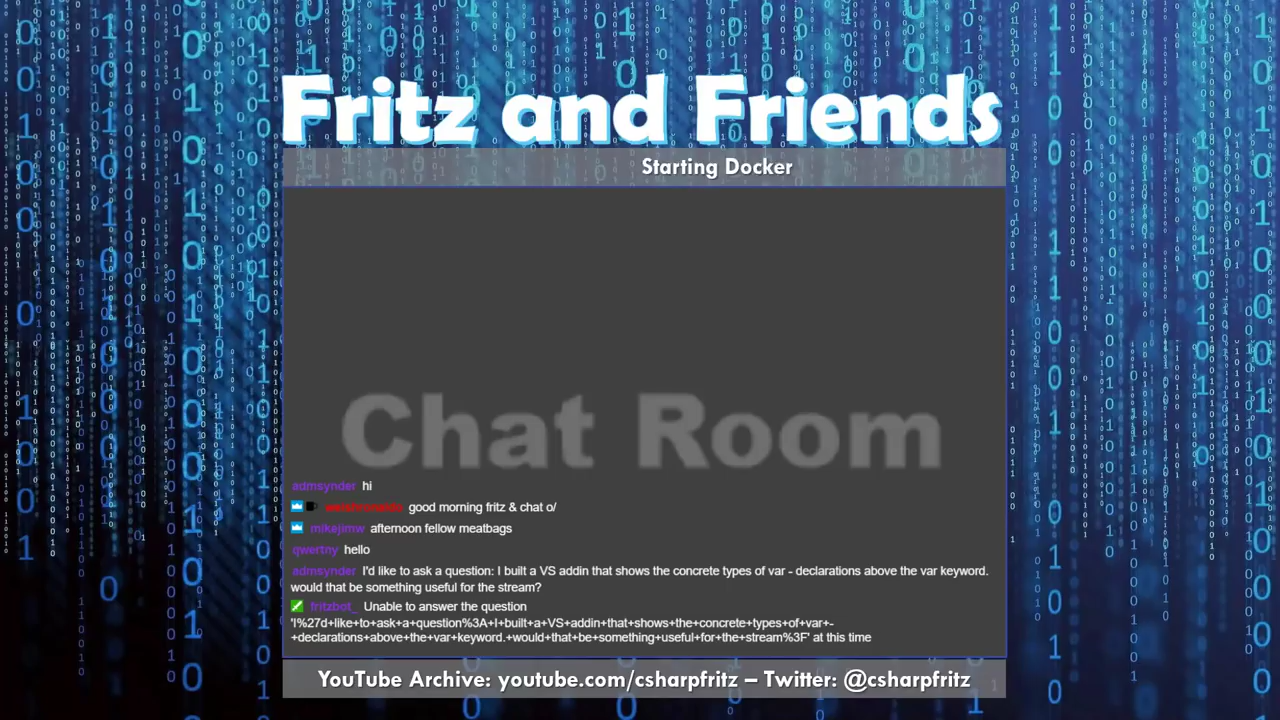 Fritz and Friends
Starting Docker
Chat Room
admsynder hi
good morning fritz & chat o/
mikejimw afternoon fellow meatbags
qwertny hello
admsynder I'd like to ask a question: I built a VS addin that shows the concrete types of var - declarations above the var keyword.
would that be something useful for the stream?
fritzbot_ Unable to answer the question
'I%27d+like+to+ask+a+question%3A+I+built+a+VS+addin+that+shows+the+concrete+types+of+var+-
+declarations+above+the+var+keyword.+would+that+be+something+useful+for+the+stream%3F' at this time
YouTube Archive: youtube.com/csharpfritz – Twitter: @csharpfritz